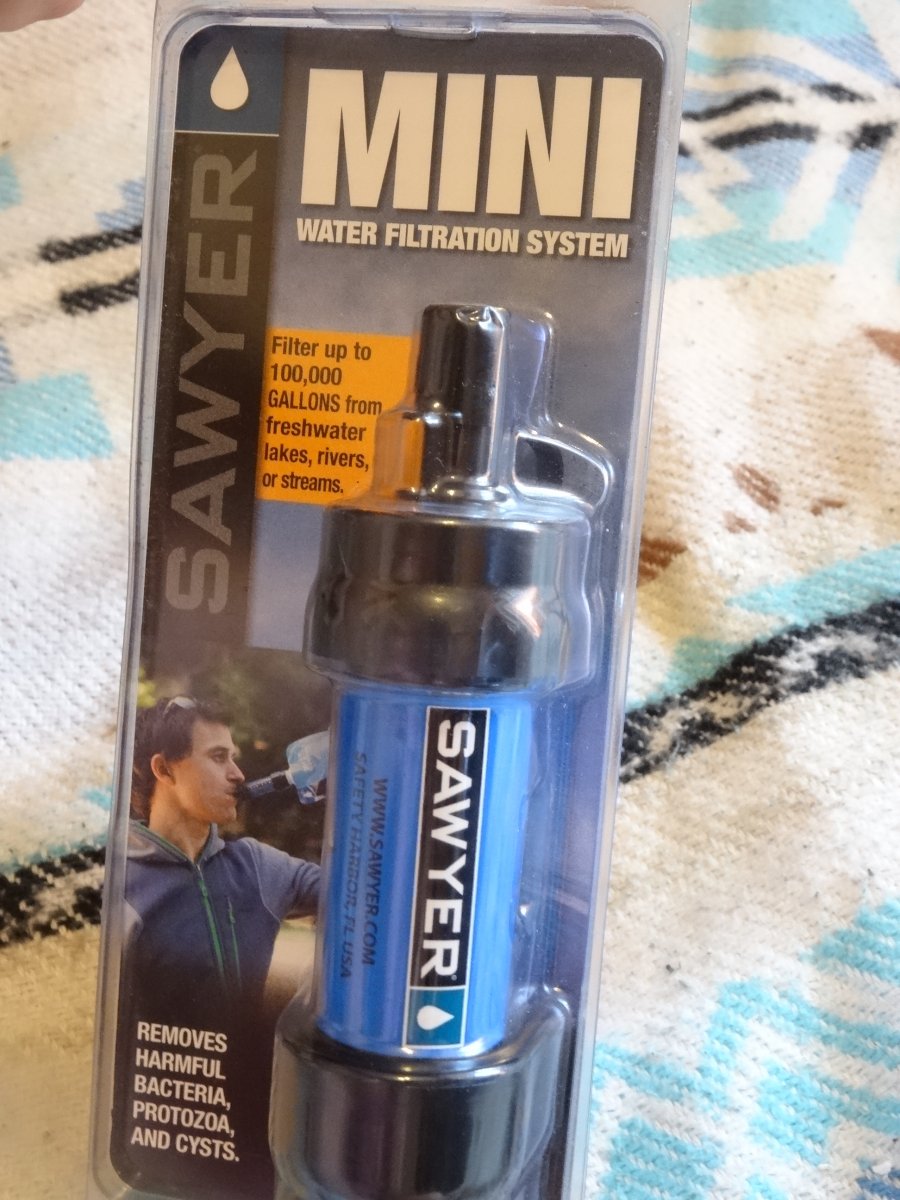 MINI
WATER FILTRATION SYSTEM
SAWYER
Filter up to
100,000
GALLONS from
freshwater
lakes, rivers,
or streams.
SAWYER
WWW.SAWYER.COM
SAFETY HARBOR, FL USA
REMOVES
HARMFUL
BACTERIA,
PROTOZOA,
AND CYSTS.